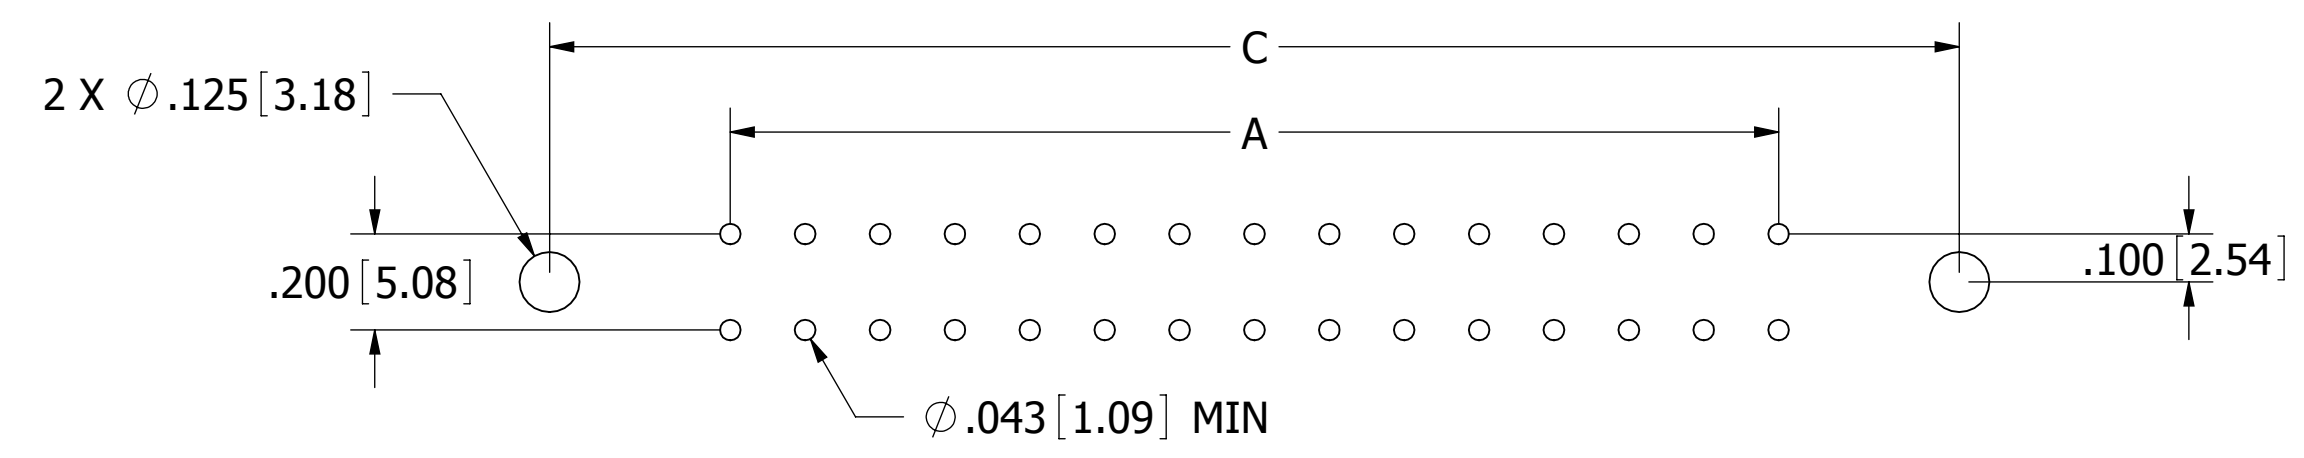 C
2 X ∅.125[3.18]
A
.100[2.54]
.200[5.08]
∅.043[1.09] MIN